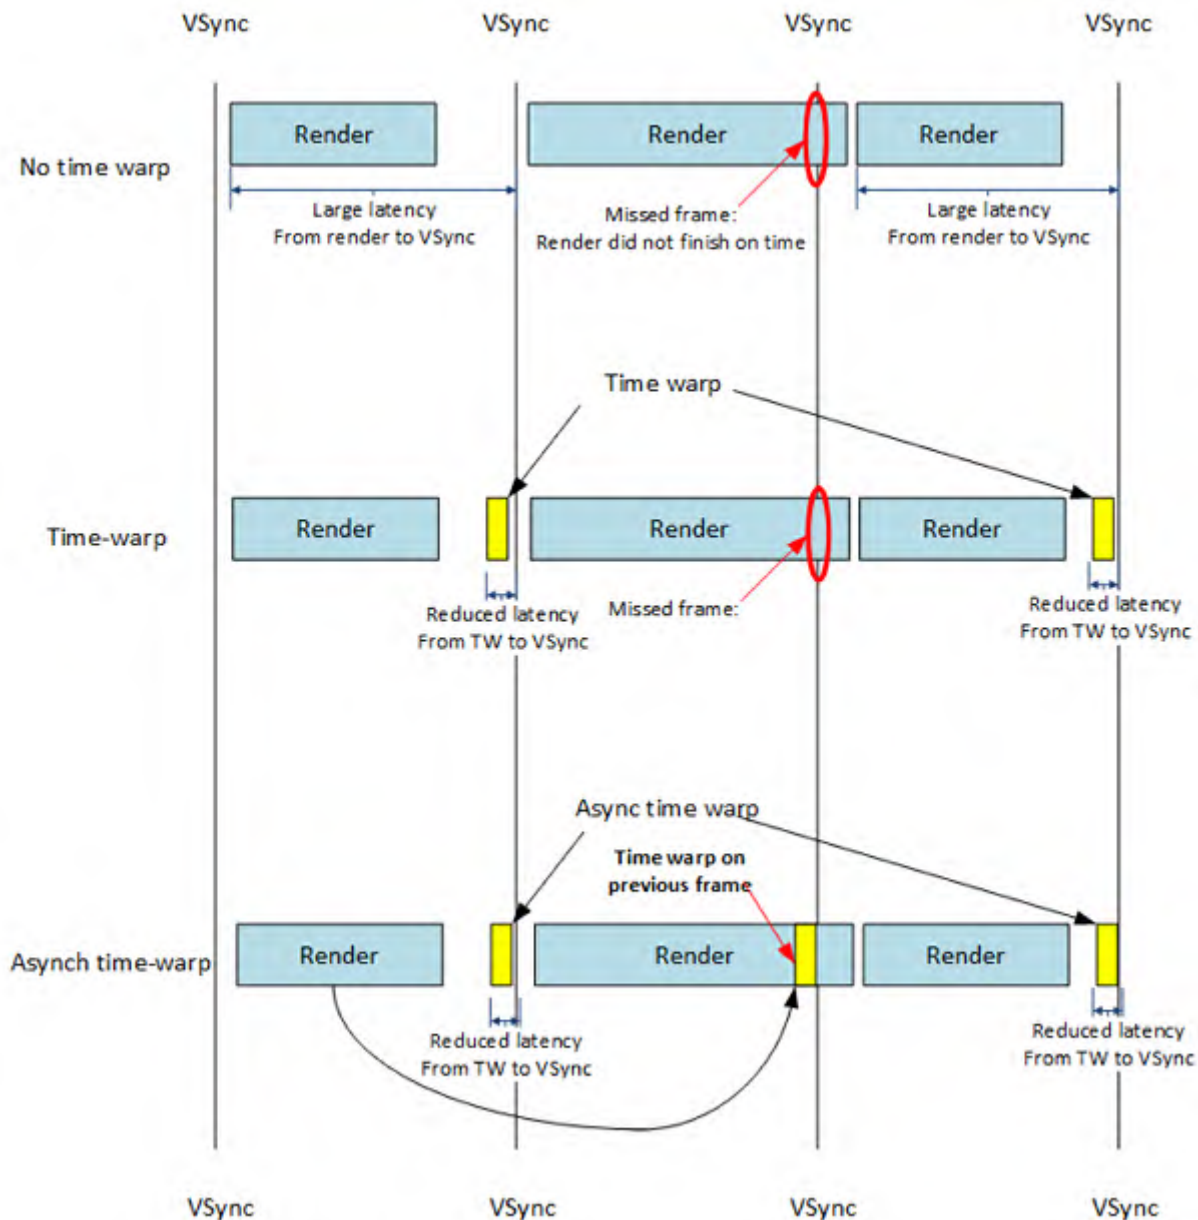 VSync VSync VSync VSync
Render Render Render
No time warp
Large latency
From render to VSync
Missed frame:
Render did not finish on time
Large latency
From render to VSync
Time warp
Time-warp
Render Render Render
Reduced latency
From TW to VSync
Missed frame:
Reduced latency
From TW to VSync
Async time warp
Time warp on
previous frame
Asynch time-warp
Render Render Render
Reduced latency
From TW to VSync
Reduced latency
From TW to VSync
VSync VSync VSync VSync